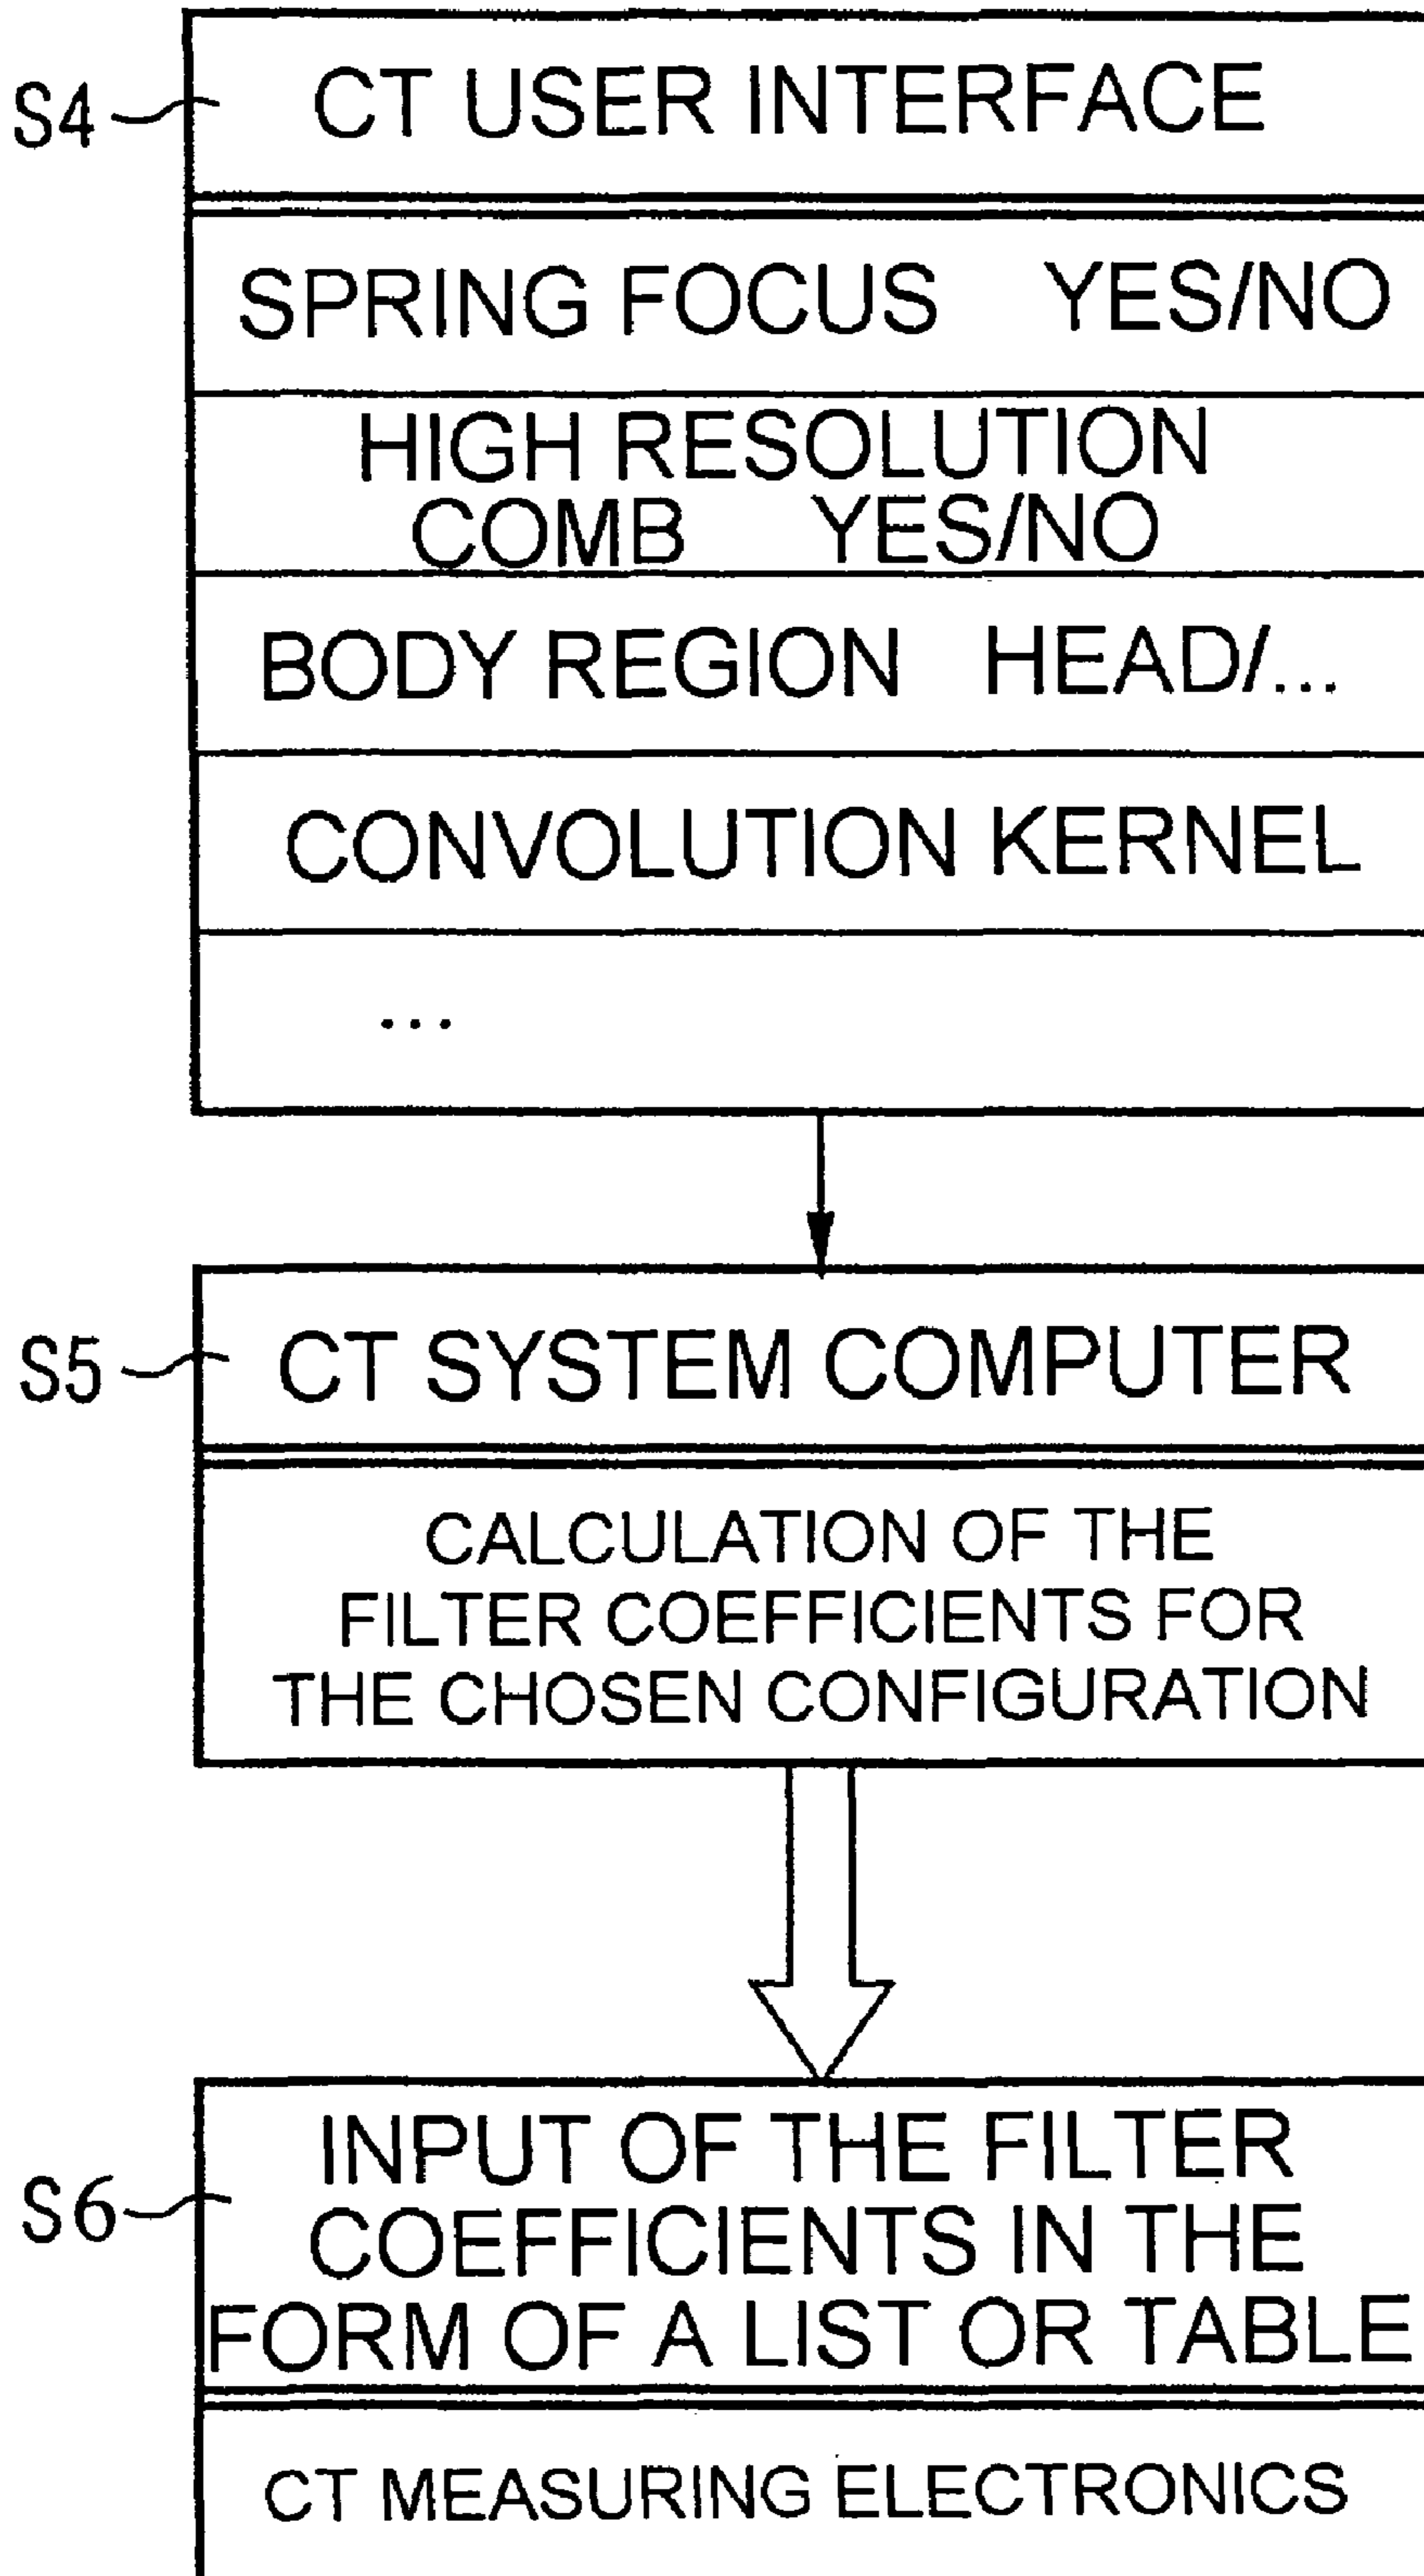 S4 CT USER INTERFACE
SPRING FOCUS YES/NO
HIGH RESOLUTION
COMB YES/NO
BODY REGION HEAD/...
CONVOLUTION KERNEL
...
S5 CT SYSTEM COMPUTER
CALCULATION OF THE
FILTER COEFFICIENTS FOR
THE CHOSEN CONFIGURATION
INPUT OF THE FILTER
S6 COEFFICIENTS IN THE
FORM OF A LIST OR TABLE
CT MEASURING ELECTRONICS